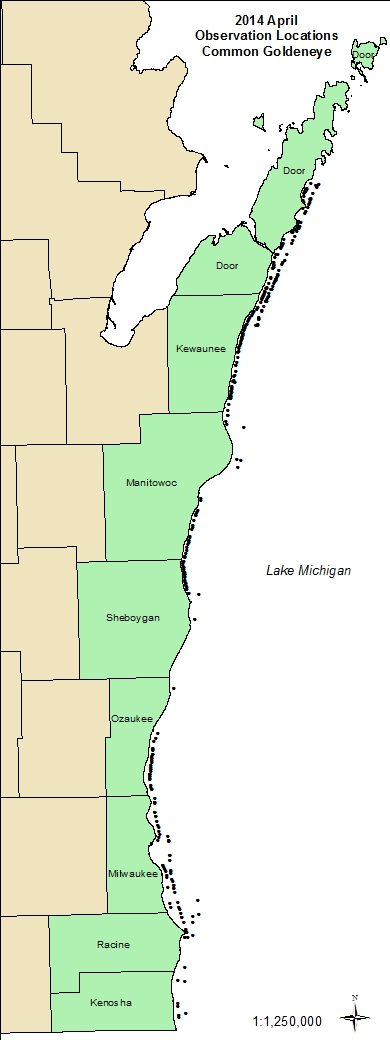 2014 April
Observation Locations
Common Goldeneye
Door
Door
Door
Kewaunee
Manitowoc
Lake Michigan
Sheboygan
Ozaukee
Milwaukee
Racine
Kenosha
N
1:1,250,000